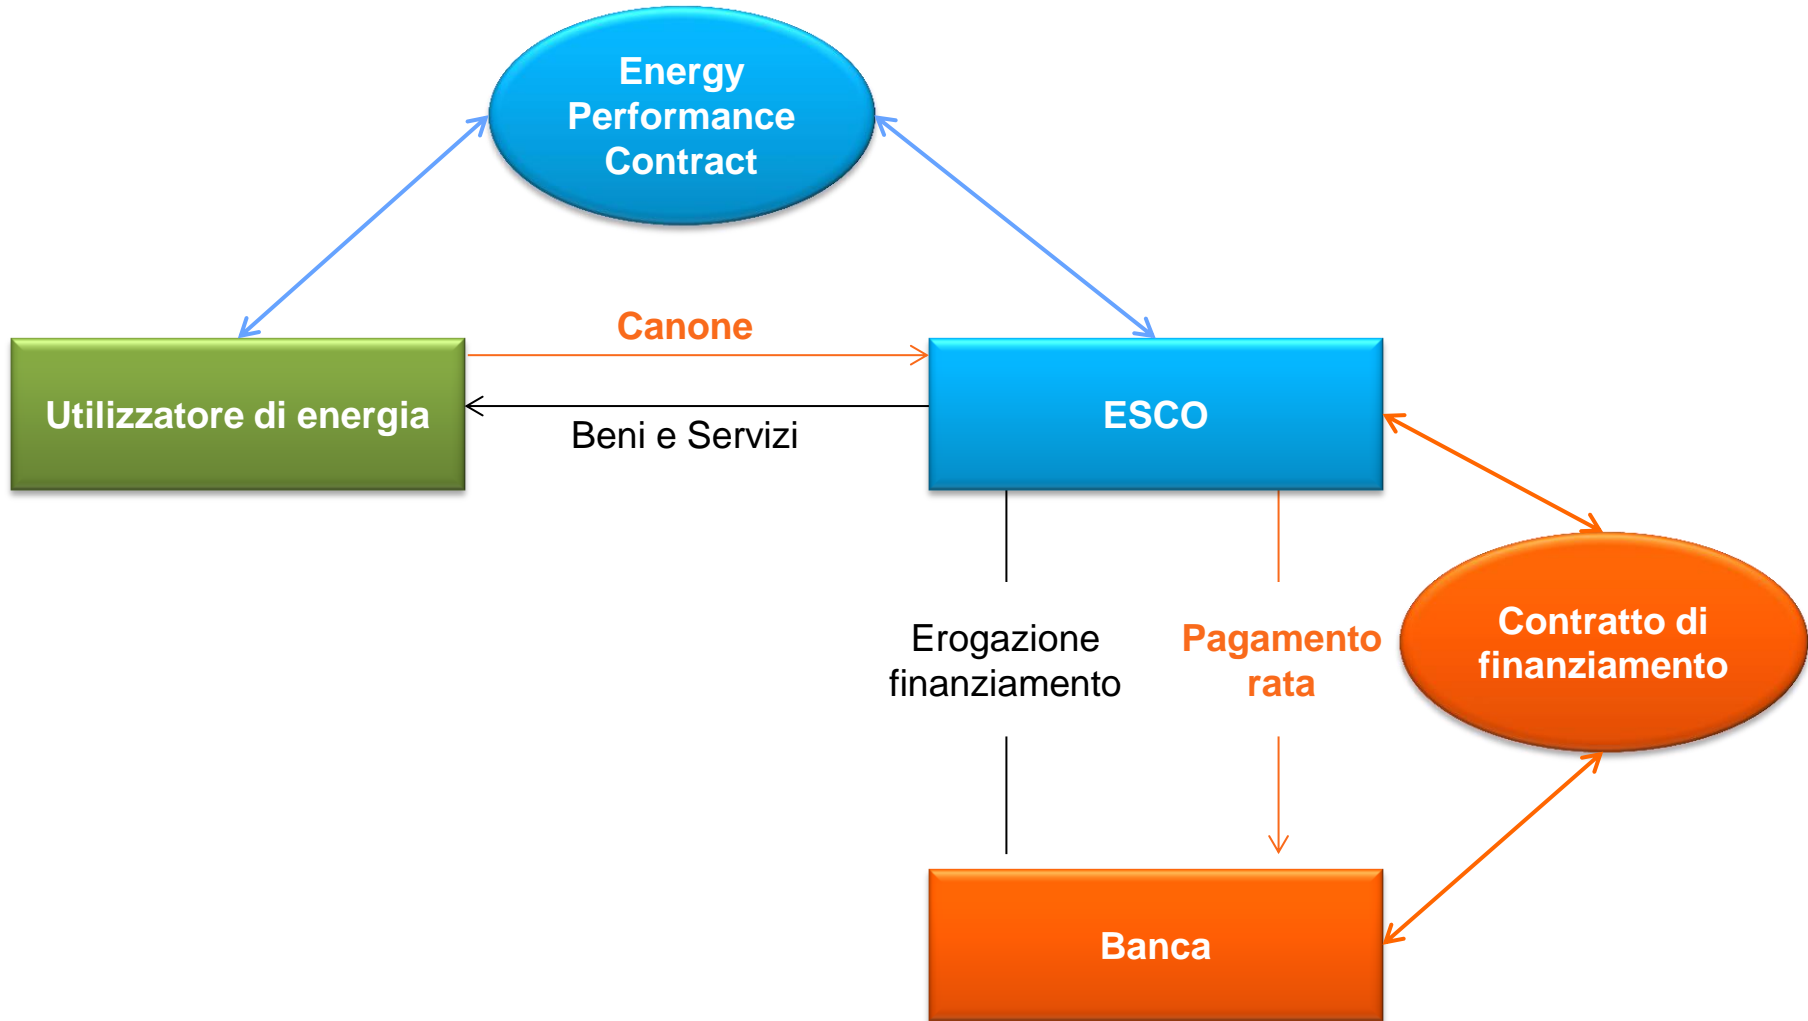 Energy
Performance
Contract
Canone
Utilizzatore di energia
ESCO
Beni e Servizi
Erogazione
finanziamento
Pagamento
rata
Contratto di
finanziamento
Banca